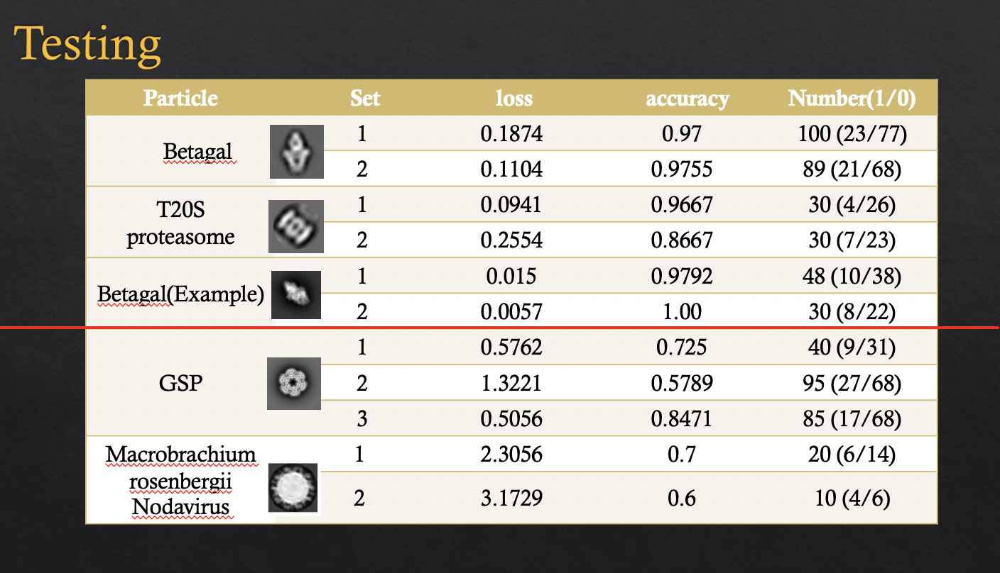 Testing
Particle Set loss accuracy Number(1/0)
Betagal
1 0.1874 0.97 100 (23/77)
2 0.1104 0.9755 89 (21/68)
T20S
proteasome
1 0.0941 0.9667 30 (4/26)
2 0.2554 0.8667 30 (7/23)
Betagal(Example)
1 0.015 0.9792 48 (10/38)
2 0.0057 1.00 30 (8/22)
GSP
1 0.5762 0.725 40 (9/31)
2 1.3221 0.5789 95 (27/68)
3 0.5056 0.8471 85 (17/68)
Macrobrachium
rosenbergii
Nodavirus
1 2.3056 0.7 20 (6/14)
2 3.1729 0.6 10 (4/6)